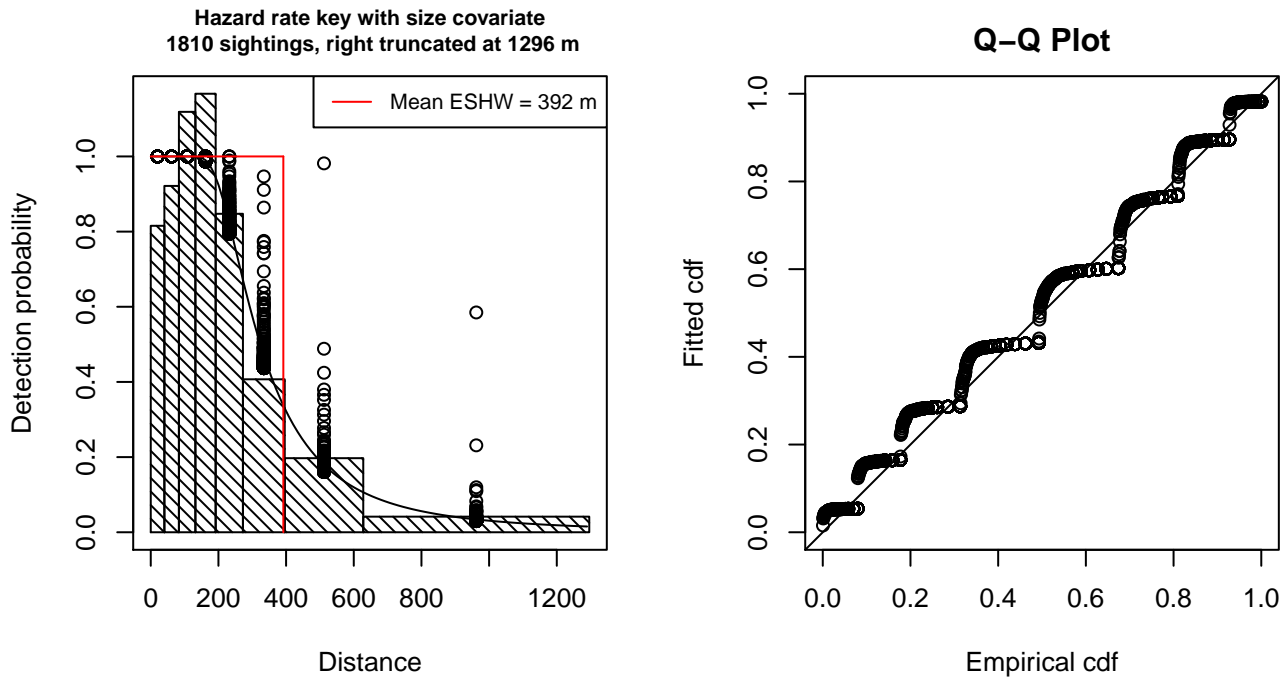 Hazard rate key with size covariate
1810 sightings, right truncated at 1296 m
Mean ESHW = 392 m
Detection probability
0.0 0.2 0.4 0.6 0.8 1.0
0 200 400 600 800 1200
Distance
Q−Q Plot
Fitted cdf
0.0 0.2 0.4 0.6 0.8 1.0
0.0 0.2 0.4 0.6 0.8 1.0
Empirical cdf